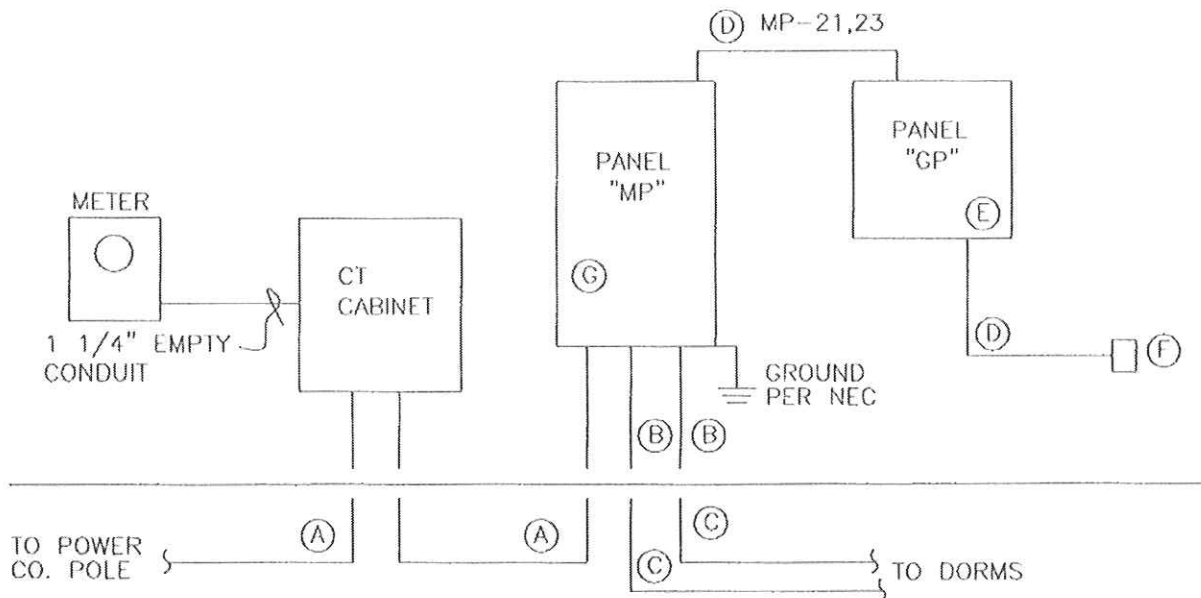 D MP-21,23
PANEL
"MP"
PANEL
"GP"
E
METER
CT
CABINET
G
1 1/4" EMPTY
CONDUIT
D
F
GROUND
PER NEC
B B
A A C
TO POWER
CO. POLE
C
TO DORMS